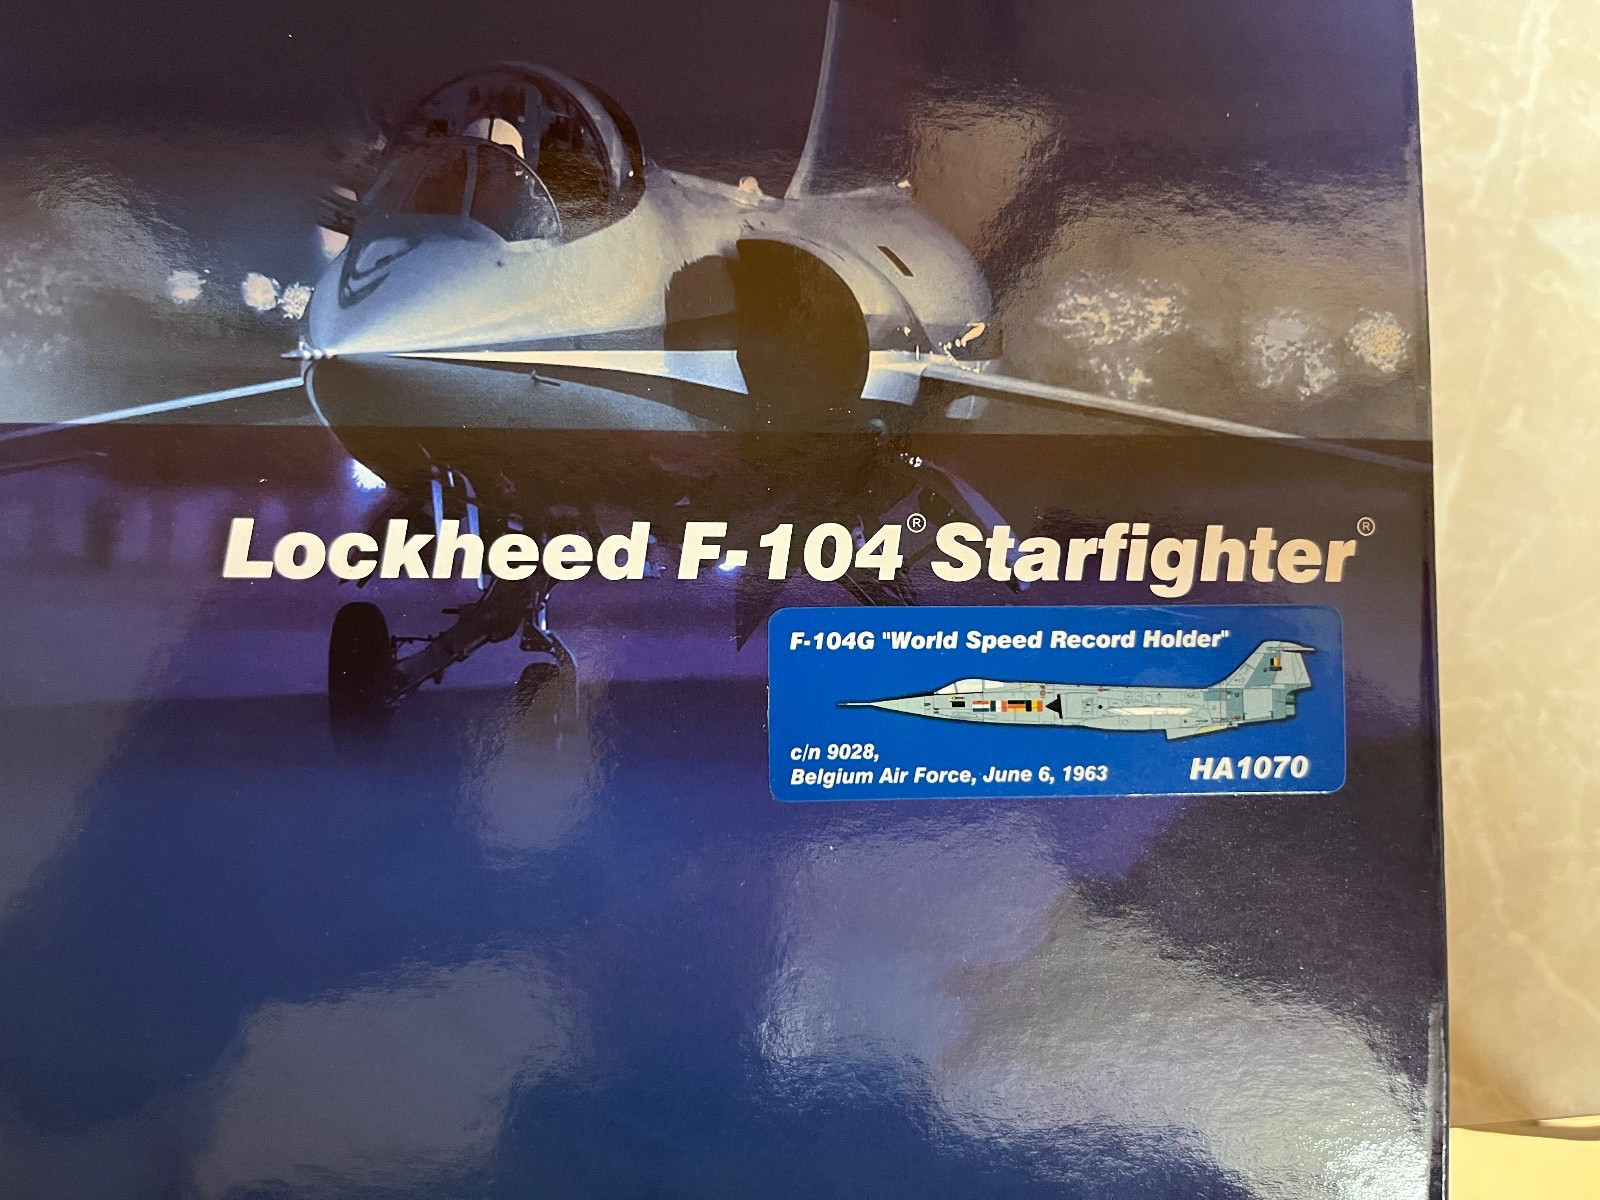 Lockheed F-104® Starfighter®
F-104G "World Speed Record Holder"
c/n 9028,
Belgium Air Force, June 6, 1963
HA1070